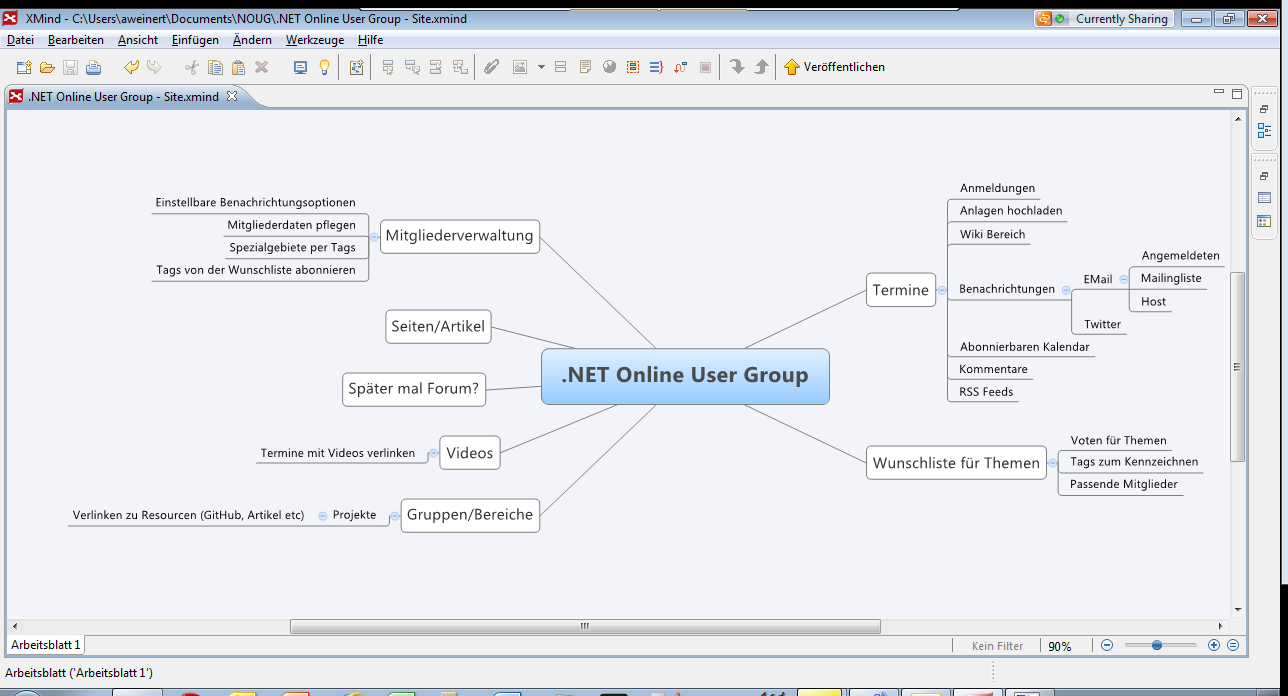 XMind - C:\Users\aweinert\Documents\NOUG\.NET Online User Group - Site.xmind
Currently Sharing
Datei Bearbeiten Ansicht Einfügen Ändern Werkzeuge Hilfe
Veröffentlichen
.NET Online User Group - Site.xmind
Einstellbare Benachrichtungsoptionen
Mitgliederdaten pflegen
Spezialgebiete per Tags
Tags von der Wunschliste abonnieren
Mitgliederverwaltung
Seiten/Artikel
Später mal Forum?
Termine mit Videos verlinken
Videos
Verlinken zu Resourcen (GitHub, Artikel etc)
Projekte
Gruppen/Bereiche
.NET Online User Group
Termine
Anmeldungen
Anlagen hochladen
Wiki Bereich
Benachrichtungen
EMail
Angemeldeten
Mailingliste
Host
Twitter
Abonnierbaren Kalendar
Kommentare
RSS Feeds
Wunschliste für Themen
Voten für Themen
Tags zum Kennzeichnen
Passende Mitglieder
Arbeitsblatt 1
Kein Filter
90%
Arbeitsblatt ('Arbeitsblatt 1')